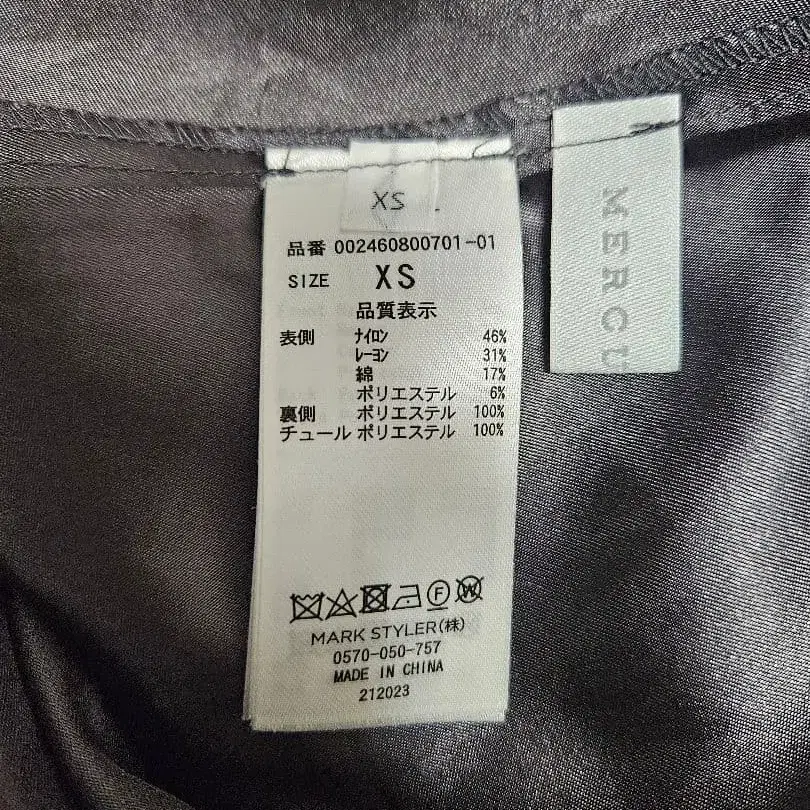 XS
品番 002460800701-01
SIZE XS
品質表示
表側 ﾅｲﾛﾝ 46%
ﾚｰﾖﾝ 31%
綿 17%
ポリエステル 6%
裏側 ポリエステル 100%
チュール ポリエステル 100%
F W
MARK STYLER(株)
0570-050-757
MADE IN CHINA
212023
MERCU